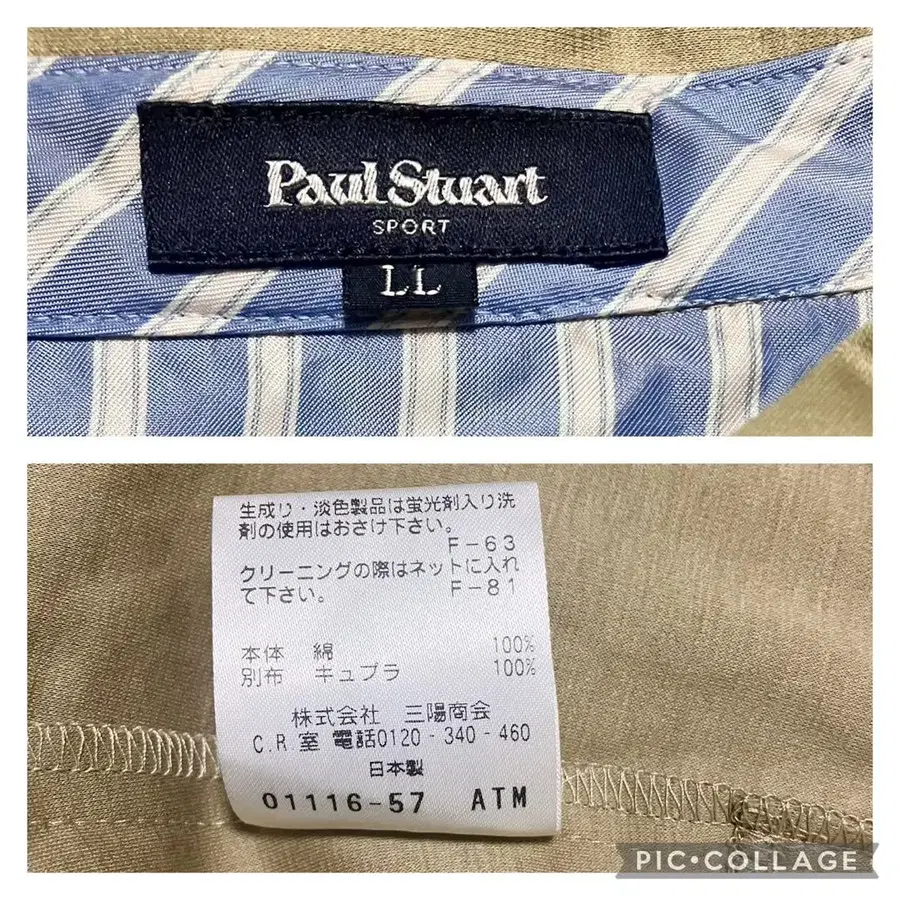 Paul Stuart
SPORT
LL
生成り・淡色製品は蛍光剤入り洗
剤の使用はおさけ下さい。
F-63
クリーニングの際はネットに入れ
て下さい。 F-81
本体 綿 100%
別布 キュプラ 100%
株式会社 三陽商会
C.R.室 電話0120-340-460
日本製
01116-57 ATM
PIC•COLLAGE